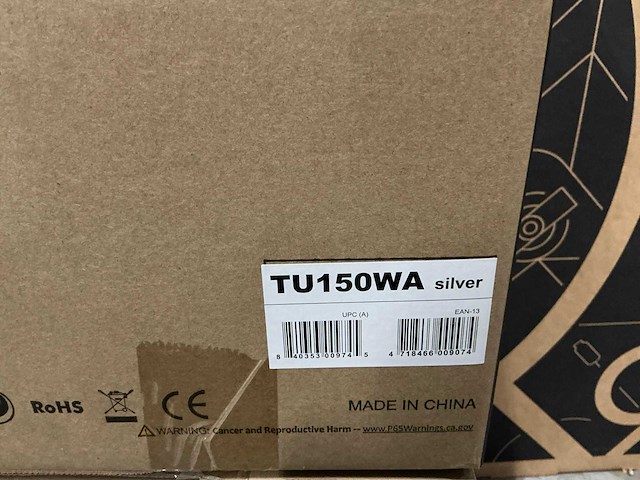 TU150WA silver
UPC (A)
EAN-13
8 40353 00974 5
4 718466 009074
RoHS
CE
MADE IN CHINA
WARNING: Cancer and Reproductive Harm -- www.P65Warnings.ca.gov